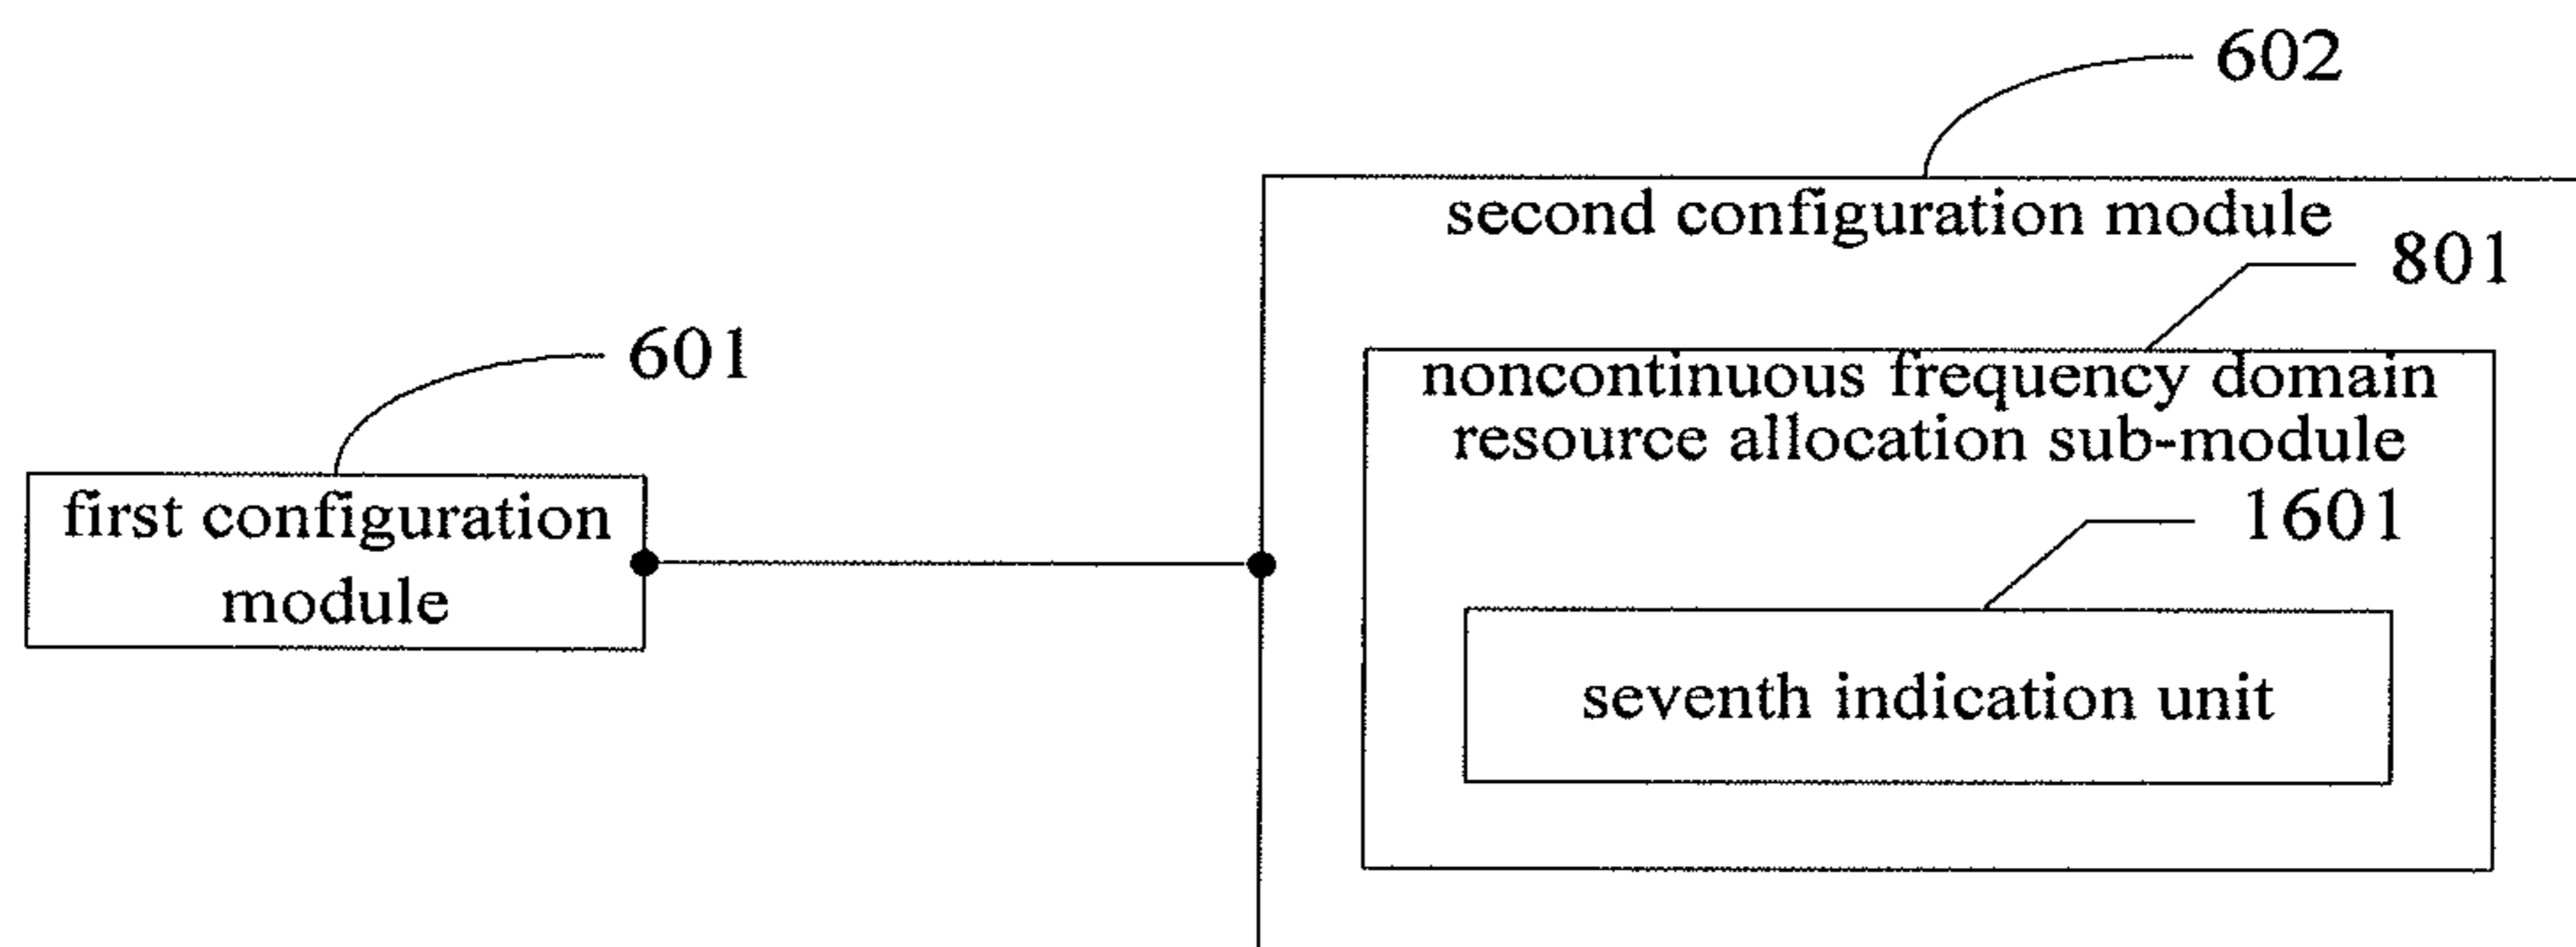 602
second configuration module
801
601
noncontinuous frequency domain
resource allocation sub-module
first configuration
module
1601
seventh indication unit